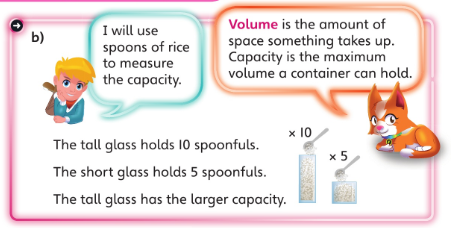 b)
I will use
spoons of rice
to measure
the capacity.
Volume is the amount of
space something takes up.
Capacity is the maximum
volume a container can hold.
The tall glass holds 10 spoonfuls.
The short glass holds 5 spoonfuls.
The tall glass has the larger capacity.
× 10
× 5